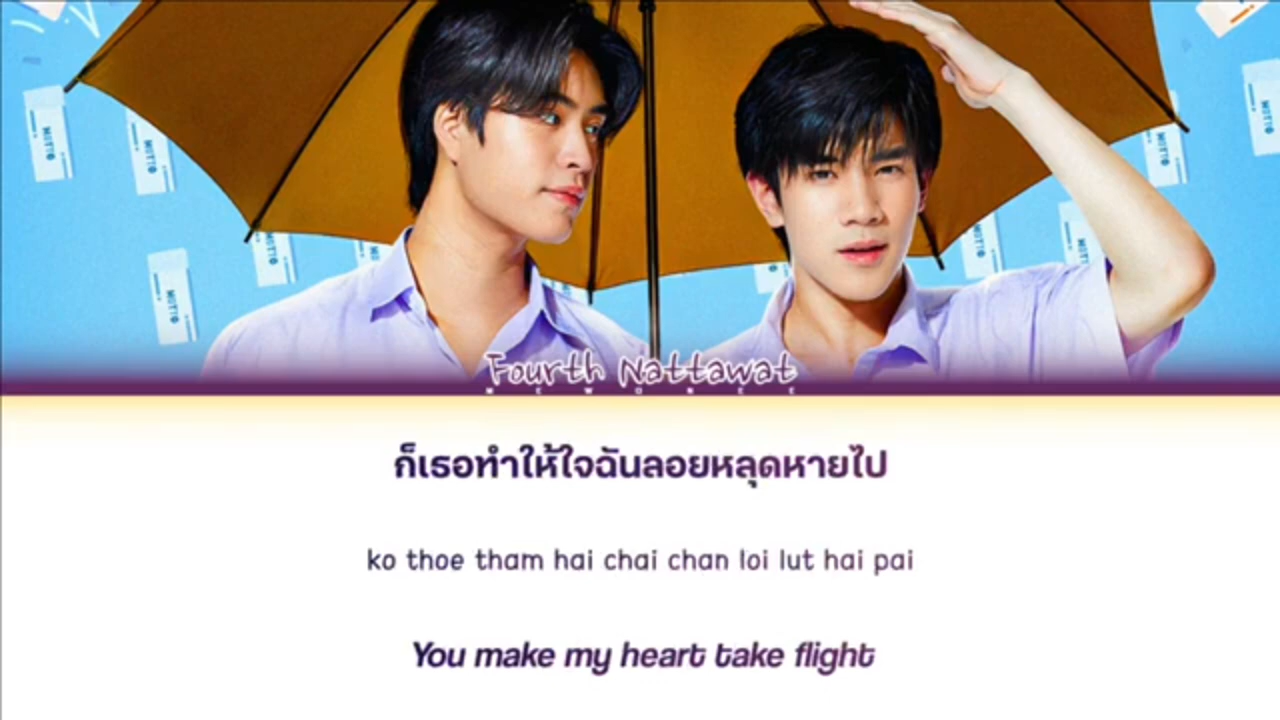 Fourth Nattawat
ก็เธอทำให้ใจฉันลอยหลุดหายไป
ko thoe tham hai chai chan loi lut hai pai
You make my heart take flight